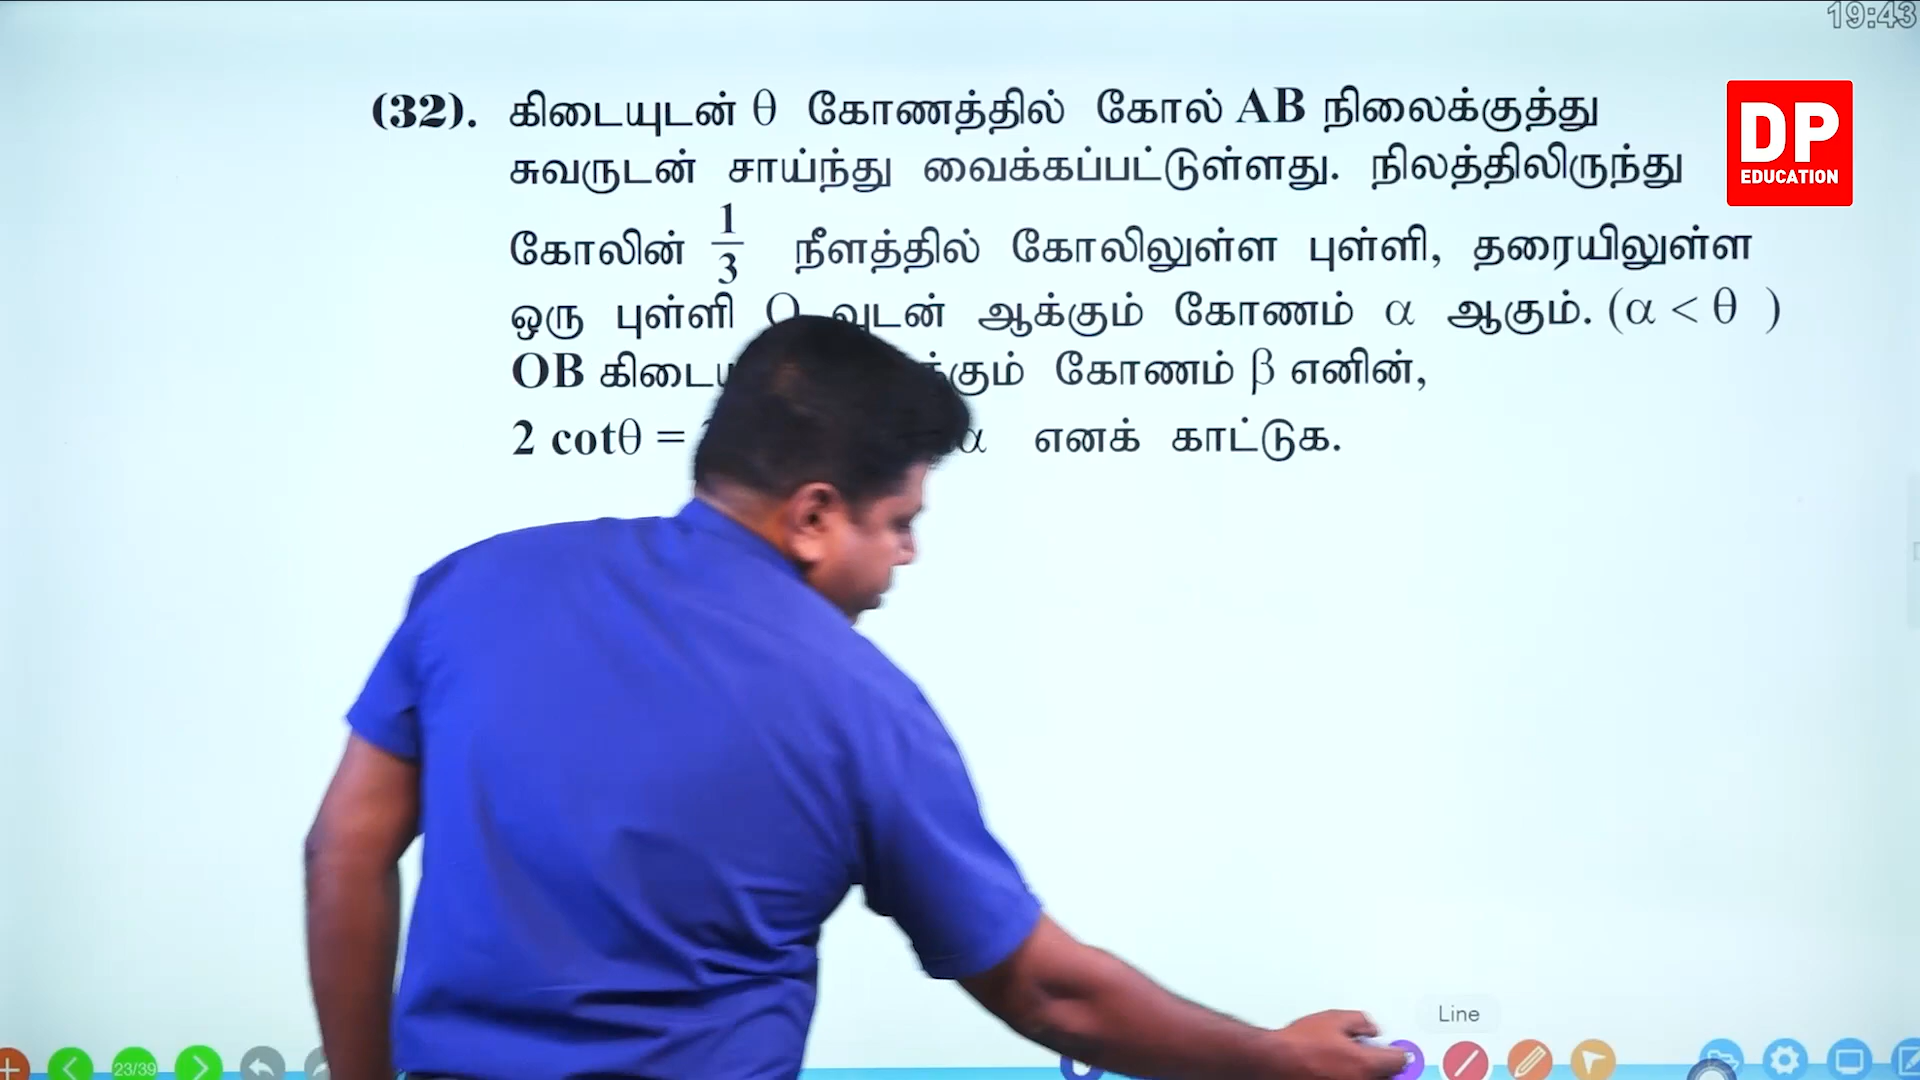 19:43
(32). கிடையுடன் θ கோணத்தில் கோல் AB நிலைக்குத்து
சுவருடன் சாய்ந்து வைக்கப்பட்டுள்ளது. நிலத்திலிருந்து
கோலின் 1/3 நீளத்தில் கோலிலுள்ள புள்ளி, தரையிலுள்ள
ஒரு புள்ளி ஆக்கும் கோணம் α ஆகும். (α < θ )
OB கோணம் β எனின்,
2 cotθ = α எனக் காட்டுக.
DP
EDUCATION
Line
23/39